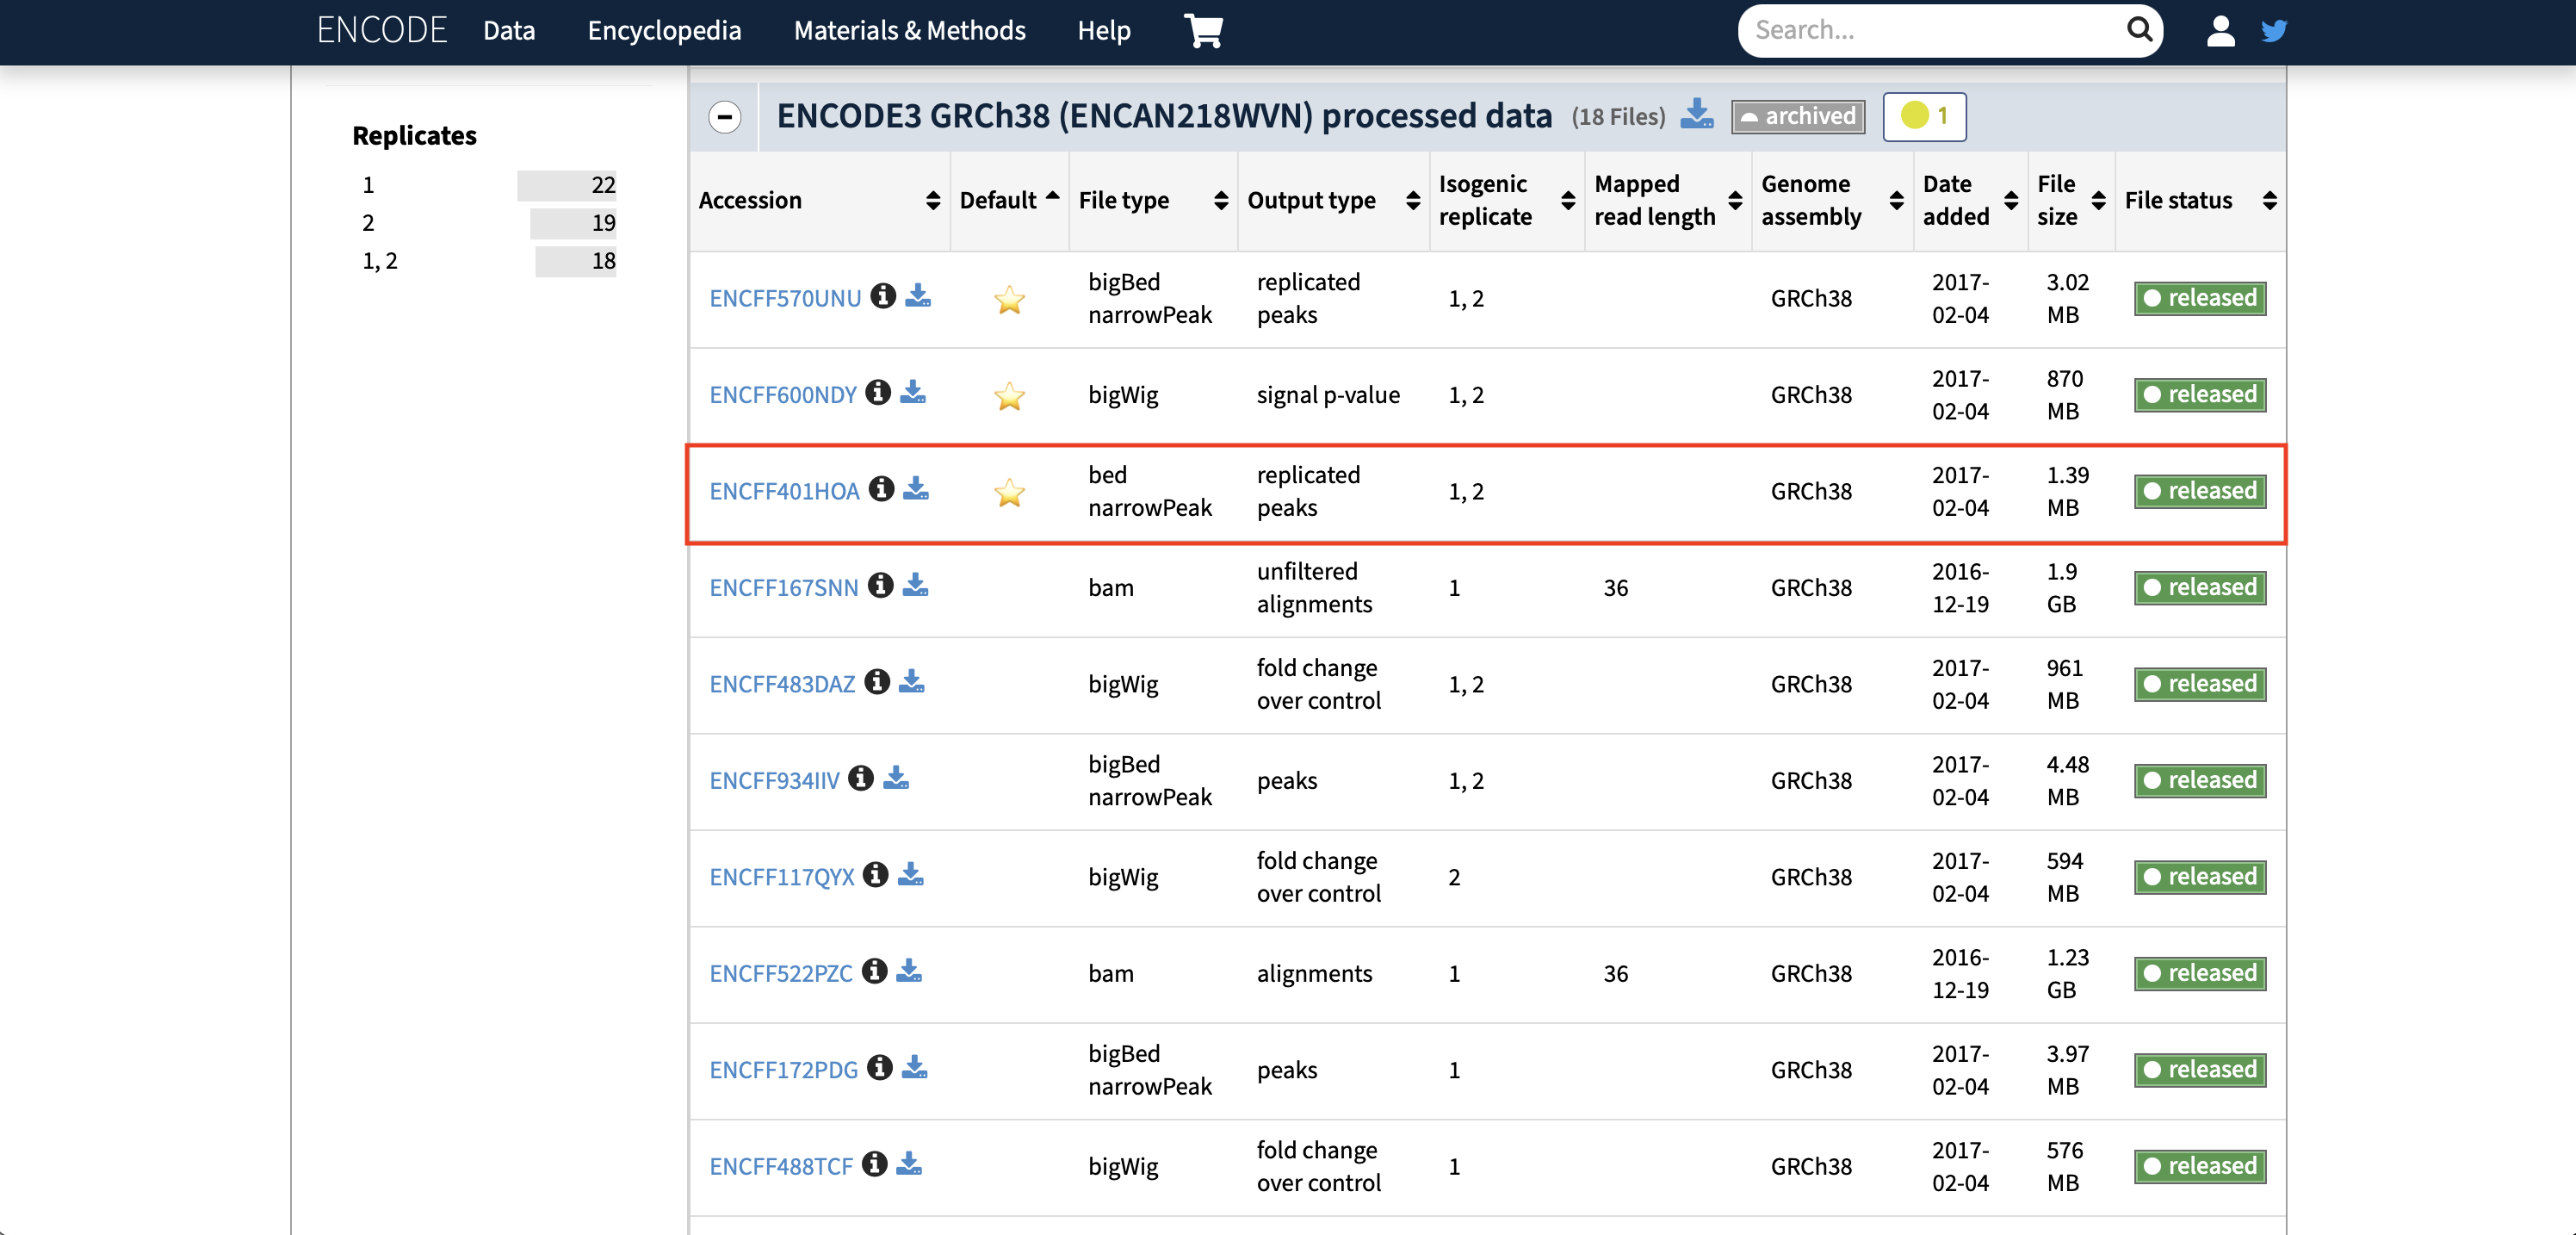 ENCODE Data Encyclopedia Materials & Methods Help Search...
Replicates
1 22
2 19
1, 2 18
ENCODE3 GRCh38 (ENCAN218WVN) processed data (18 Files) archived 1
Accession Default File type Output type Isogenic replicate Mapped read length Genome assembly Date added File size File status
ENCFF570UNU bigBed narrowPeak replicated peaks 1, 2 GRCh38 2017-02-04 3.02 MB released
ENCFF600NDY bigWig signal p-value 1, 2 GRCh38 2017-02-04 870 MB released
ENCFF401HOA bed narrowPeak replicated peaks 1, 2 GRCh38 2017-02-04 1.39 MB released
ENCFF167SNN bam unfiltered alignments 1 36 GRCh38 2016-12-19 1.9 GB released
ENCFF483DAZ bigWig fold change over control 1, 2 GRCh38 2017-02-04 961 MB released
ENCFF934IIV bigBed narrowPeak peaks 1, 2 GRCh38 2017-02-04 4.48 MB released
ENCFF117QYX bigWig fold change over control 2 GRCh38 2017-02-04 594 MB released
ENCFF522PZC bam alignments 1 36 GRCh38 2016-12-19 1.23 GB released
ENCFF172PDG bigBed narrowPeak peaks 1 GRCh38 2017-02-04 3.97 MB released
ENCFF488TCF bigWig fold change over control 1 GRCh38 2017-02-04 576 MB released